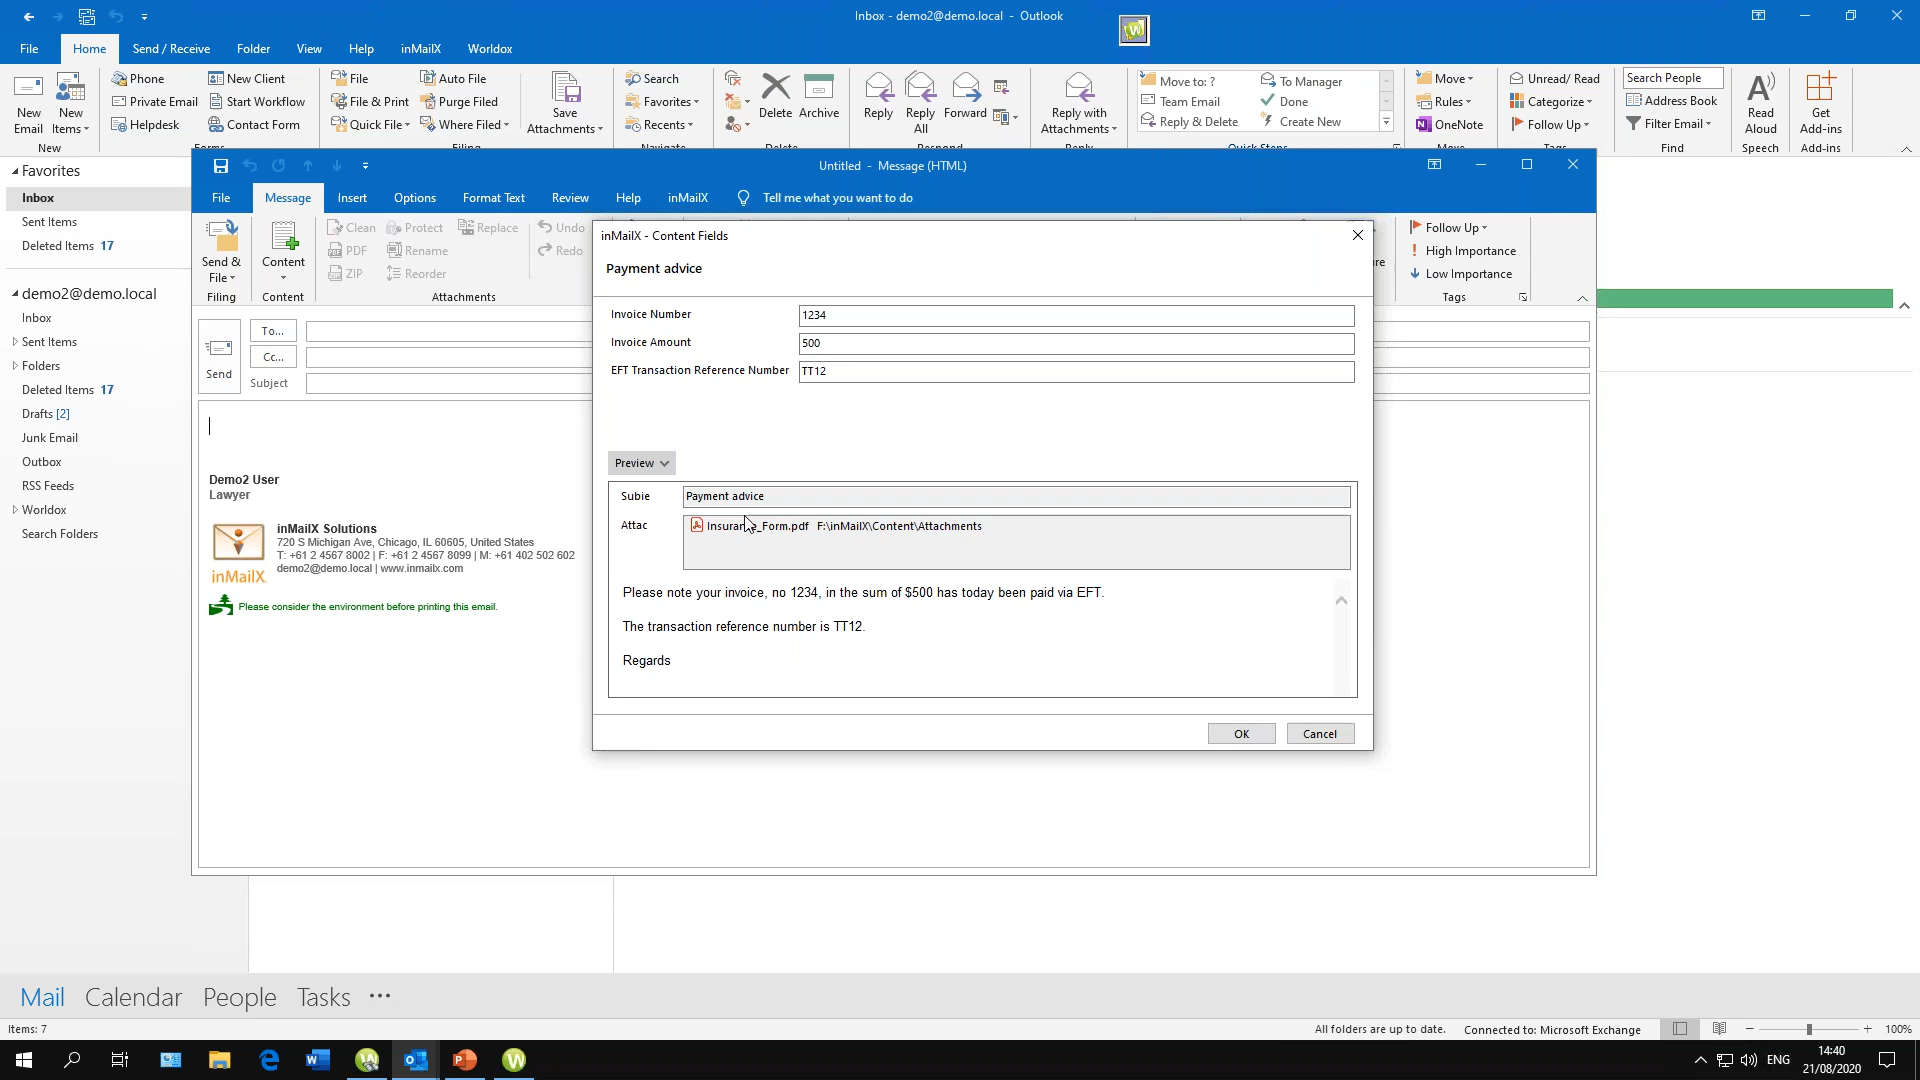 Inbox - demo2@demo.local - Outlook
File Home Send / Receive Folder View Help inMailX Worldox
New Email
New Items
New
Phone
Private Email
Helpdesk
New Client
Start Workflow
Contact Form
Forms
File
File & Print
Quick File
Auto File
Purge Filed
Where Filed
Filing
Save Attachments
Search
Favorites
Recents
Navigate
Delete
Archive
Delete
Reply
Reply All
Forward
Respond
Reply with Attachments
Reply
Move to: ?
Team Email
Reply & Delete
To Manager
Done
Create New
Quick Steps
Move
Rules
OneNote
Move
Unread/ Read
Categorize
Follow Up
Tags
Search People
Address Book
Filter Email
Find
Read Aloud
Speech
Get Add-ins
Add-ins
Favorites
Inbox
Sent Items
Deleted Items 17
demo2@demo.local
Inbox
Sent Items
Folders
Deleted Items 17
Drafts [2]
Junk Email
Outbox
RSS Feeds
Worldox
Search Folders
Untitled - Message (HTML)
File Message Insert Options Format Text Review Help inMailX Tell me what you want to do
Send & File
Filing
Content
Content
Clean
PDF
ZIP
Protect
Rename
Reorder
Replace
Attachments
Undo
Redo
Follow Up
High Importance
Low Importance
Tags
Send
To...
Cc...
Subject
Demo2 User
Lawyer
inMailX
inMailX Solutions
720 S Michigan Ave, Chicago, IL 60605, United States
T: +61 2 4567 8002 | F: +61 2 4567 8099 | M: +61 402 502 602
demo2@demo.local | www.inmailx.com
Please consider the environment before printing this email.
inMailX - Content Fields
Payment advice
Invoice Number 1234
Invoice Amount 500
EFT Transaction Reference Number TT12
Preview
Subje Payment advice
Attac Insurance_Form.pdf F:\inMailX\Content\Attachments
Please note your invoice, no 1234, in the sum of $500 has today been paid via EFT.
The transaction reference number is TT12.
Regards
OK Cancel
Mail Calendar People Tasks ...
Items: 7
All folders are up to date. Connected to: Microsoft Exchange 100%
ENG
14:40
21/08/2020